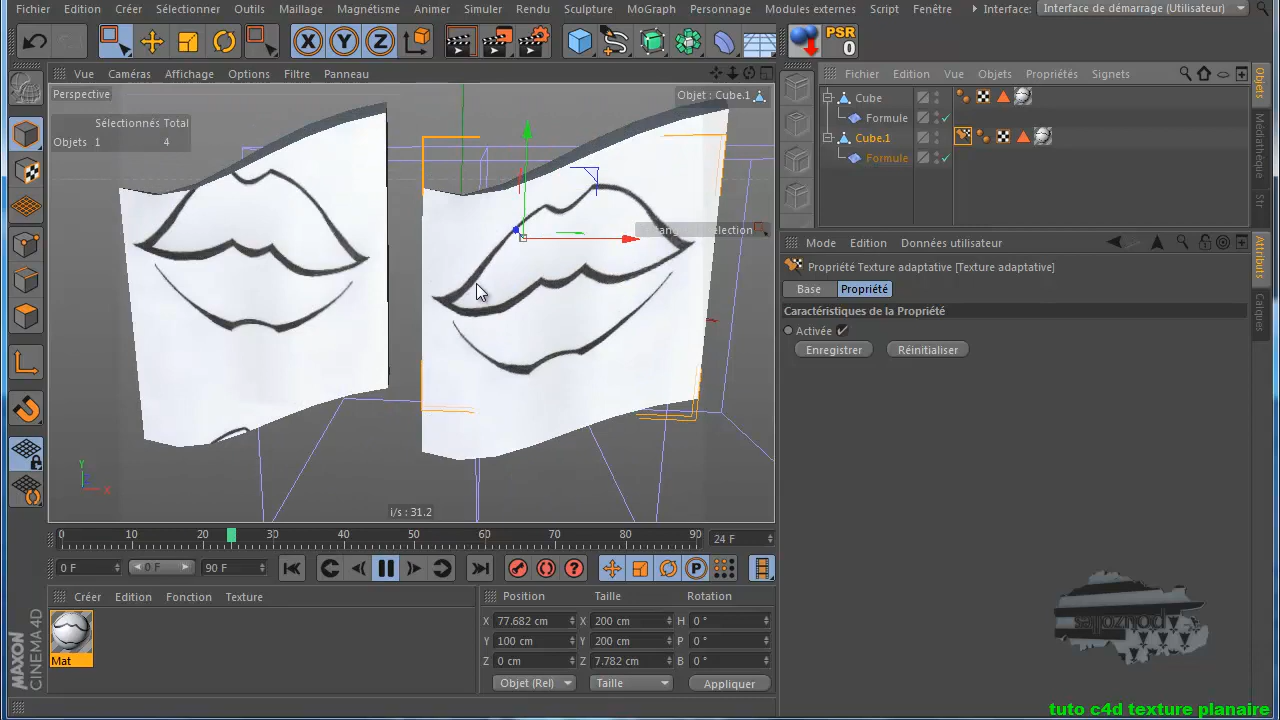 Fichier Edition Créer Sélectionner Outils Maillage Magnétisme Animer Simuler Rendu Sculpture MoGraph Personnage Modules externes Script Fenêtre Interface: Interface de démarrage (Utilisateur)
X Y Z PSR
0
Vue Caméras Affichage Options Filtre Panneau
Fichier Edition Vue Objets Propriétés Signets
Perspective
Objet : Cube.1
Sélectionnés Total
Objets 1 4
Cube
Formule
Cube.1
Formule
Objets
Médiathèque
Str
Mode Edition Données utilisateur
Propriété Texture adaptative [Texture adaptative]
Base Propriété
Caractéristiques de la Propriété
Activée
Enregistrer Réinitialiser
Attributs
Calques
Y
X
i/s : 31.2
0 10 20 30 40 50 60 70 80 90 24 F
0 F 0 F 90 F
P
Créer Edition Fonction Texture
Mat
Position Taille Rotation
X 77.682 cm X 200 cm H 0 °
Y 100 cm Y 200 cm P 0 °
Z 0 cm Z 7.782 cm B 0 °
Objet (Rel) Taille Appliquer
MAXON
CINEMA 4D
tuto c4d texture planaire